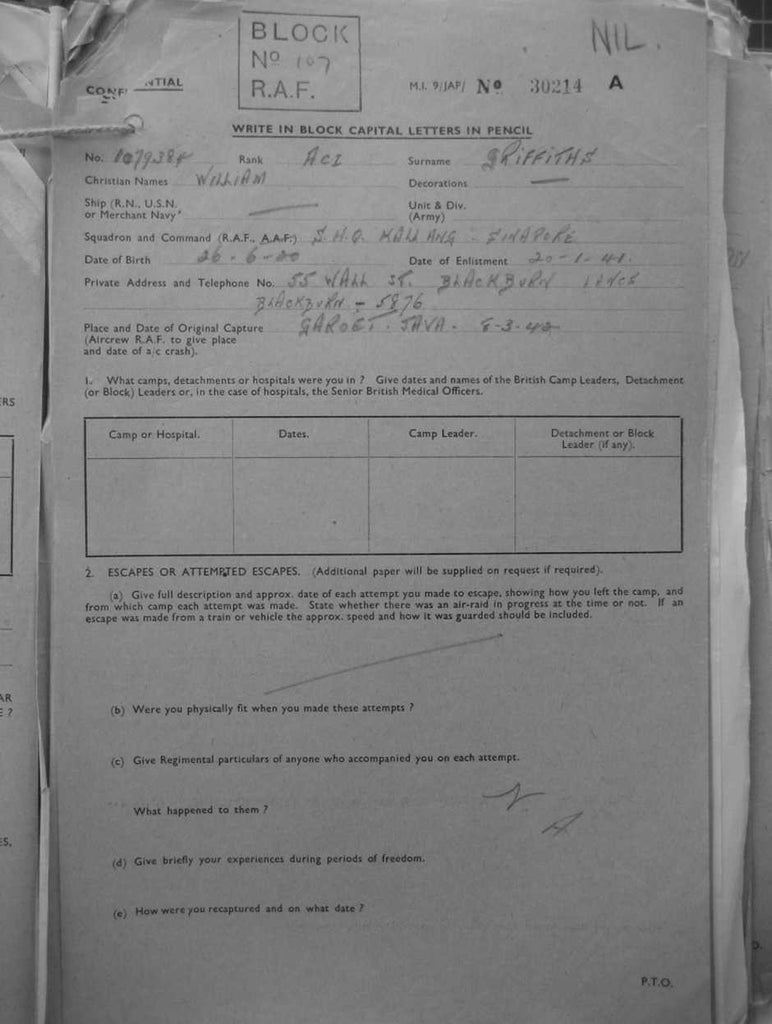 BLOCK
Nº 107
R.A.F.
NIL.
CONF NTIAL
M.I. 9/JAP/ Nº 30214 A
WRITE IN BLOCK CAPITAL LETTERS IN PENCIL
No. 1079384 Rank AC1 Surname GRIFFITHS
Christian Names WILLIAM Decorations —
Ship (R.N., U.S.N. or Merchant Navy) — Unit & Div. (Army)
Squadron and Command (R.A.F., A.A.F.) S.H.Q. KALLANG - SINAPORE
Date of Birth 26-6-20 Date of Enlistment 20-1-41.
Private Address and Telephone No. 55 WALL ST. BLACKBURN LANCS
BLACKBURN - 5876
Place and Date of Original Capture GAROET. JAVA. 8-3-42
(Aircrew R.A.F. to give place
and date of a/c crash).
1. What camps, detachments or hospitals were you in ? Give dates and names of the British Camp Leaders, Detachment
(or Block) Leaders or, in the case of hospitals, the Senior British Medical Officers.
Camp or Hospital. Dates. Camp Leader. Detachment or Block
Leader (if any).
2. ESCAPES OR ATTEMPTED ESCAPES. (Additional paper will be supplied on request if required).
(a) Give full description and approx. date of each attempt you made to escape, showing how you left the camp, and
from which camp each attempt was made. State whether there was an air-raid in progress at the time or not. If an
escape was made from a train or vehicle the approx. speed and how it was guarded should be included.
(b) Were you physically fit when you made these attempts ?
(c) Give Regimental particulars of anyone who accompanied you on each attempt.
What happened to them ?
(d) Give briefly your experiences during periods of freedom.
(e) How were you recaptured and on what date ?
P.T.O.